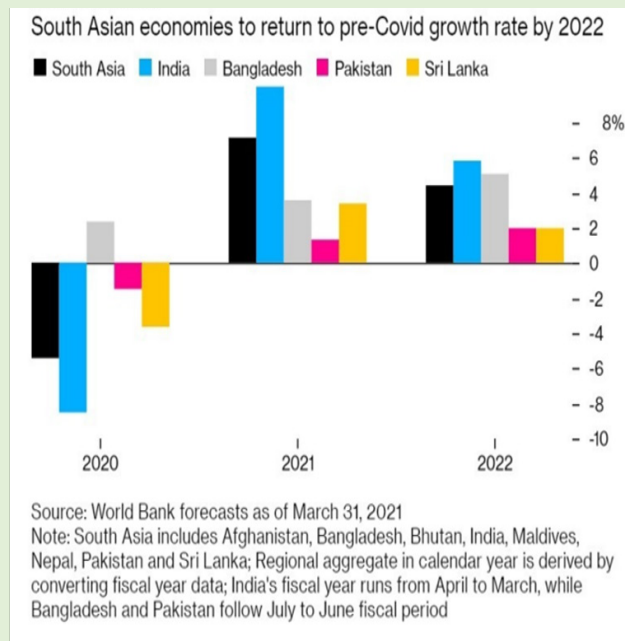 South Asian economies to return to pre-Covid growth rate by 2022
South Asia India Bangladesh Pakistan Sri Lanka
8%
6
4
2
0
-2
-4
-6
-8
-10
2020 2021 2022
Source: World Bank forecasts as of March 31, 2021
Note: South Asia includes Afghanistan, Bangladesh, Bhutan, India, Maldives,
Nepal, Pakistan and Sri Lanka; Regional aggregate in calendar year is derived by
converting fiscal year data; India's fiscal year runs from April to March, while
Bangladesh and Pakistan follow July to June fiscal period